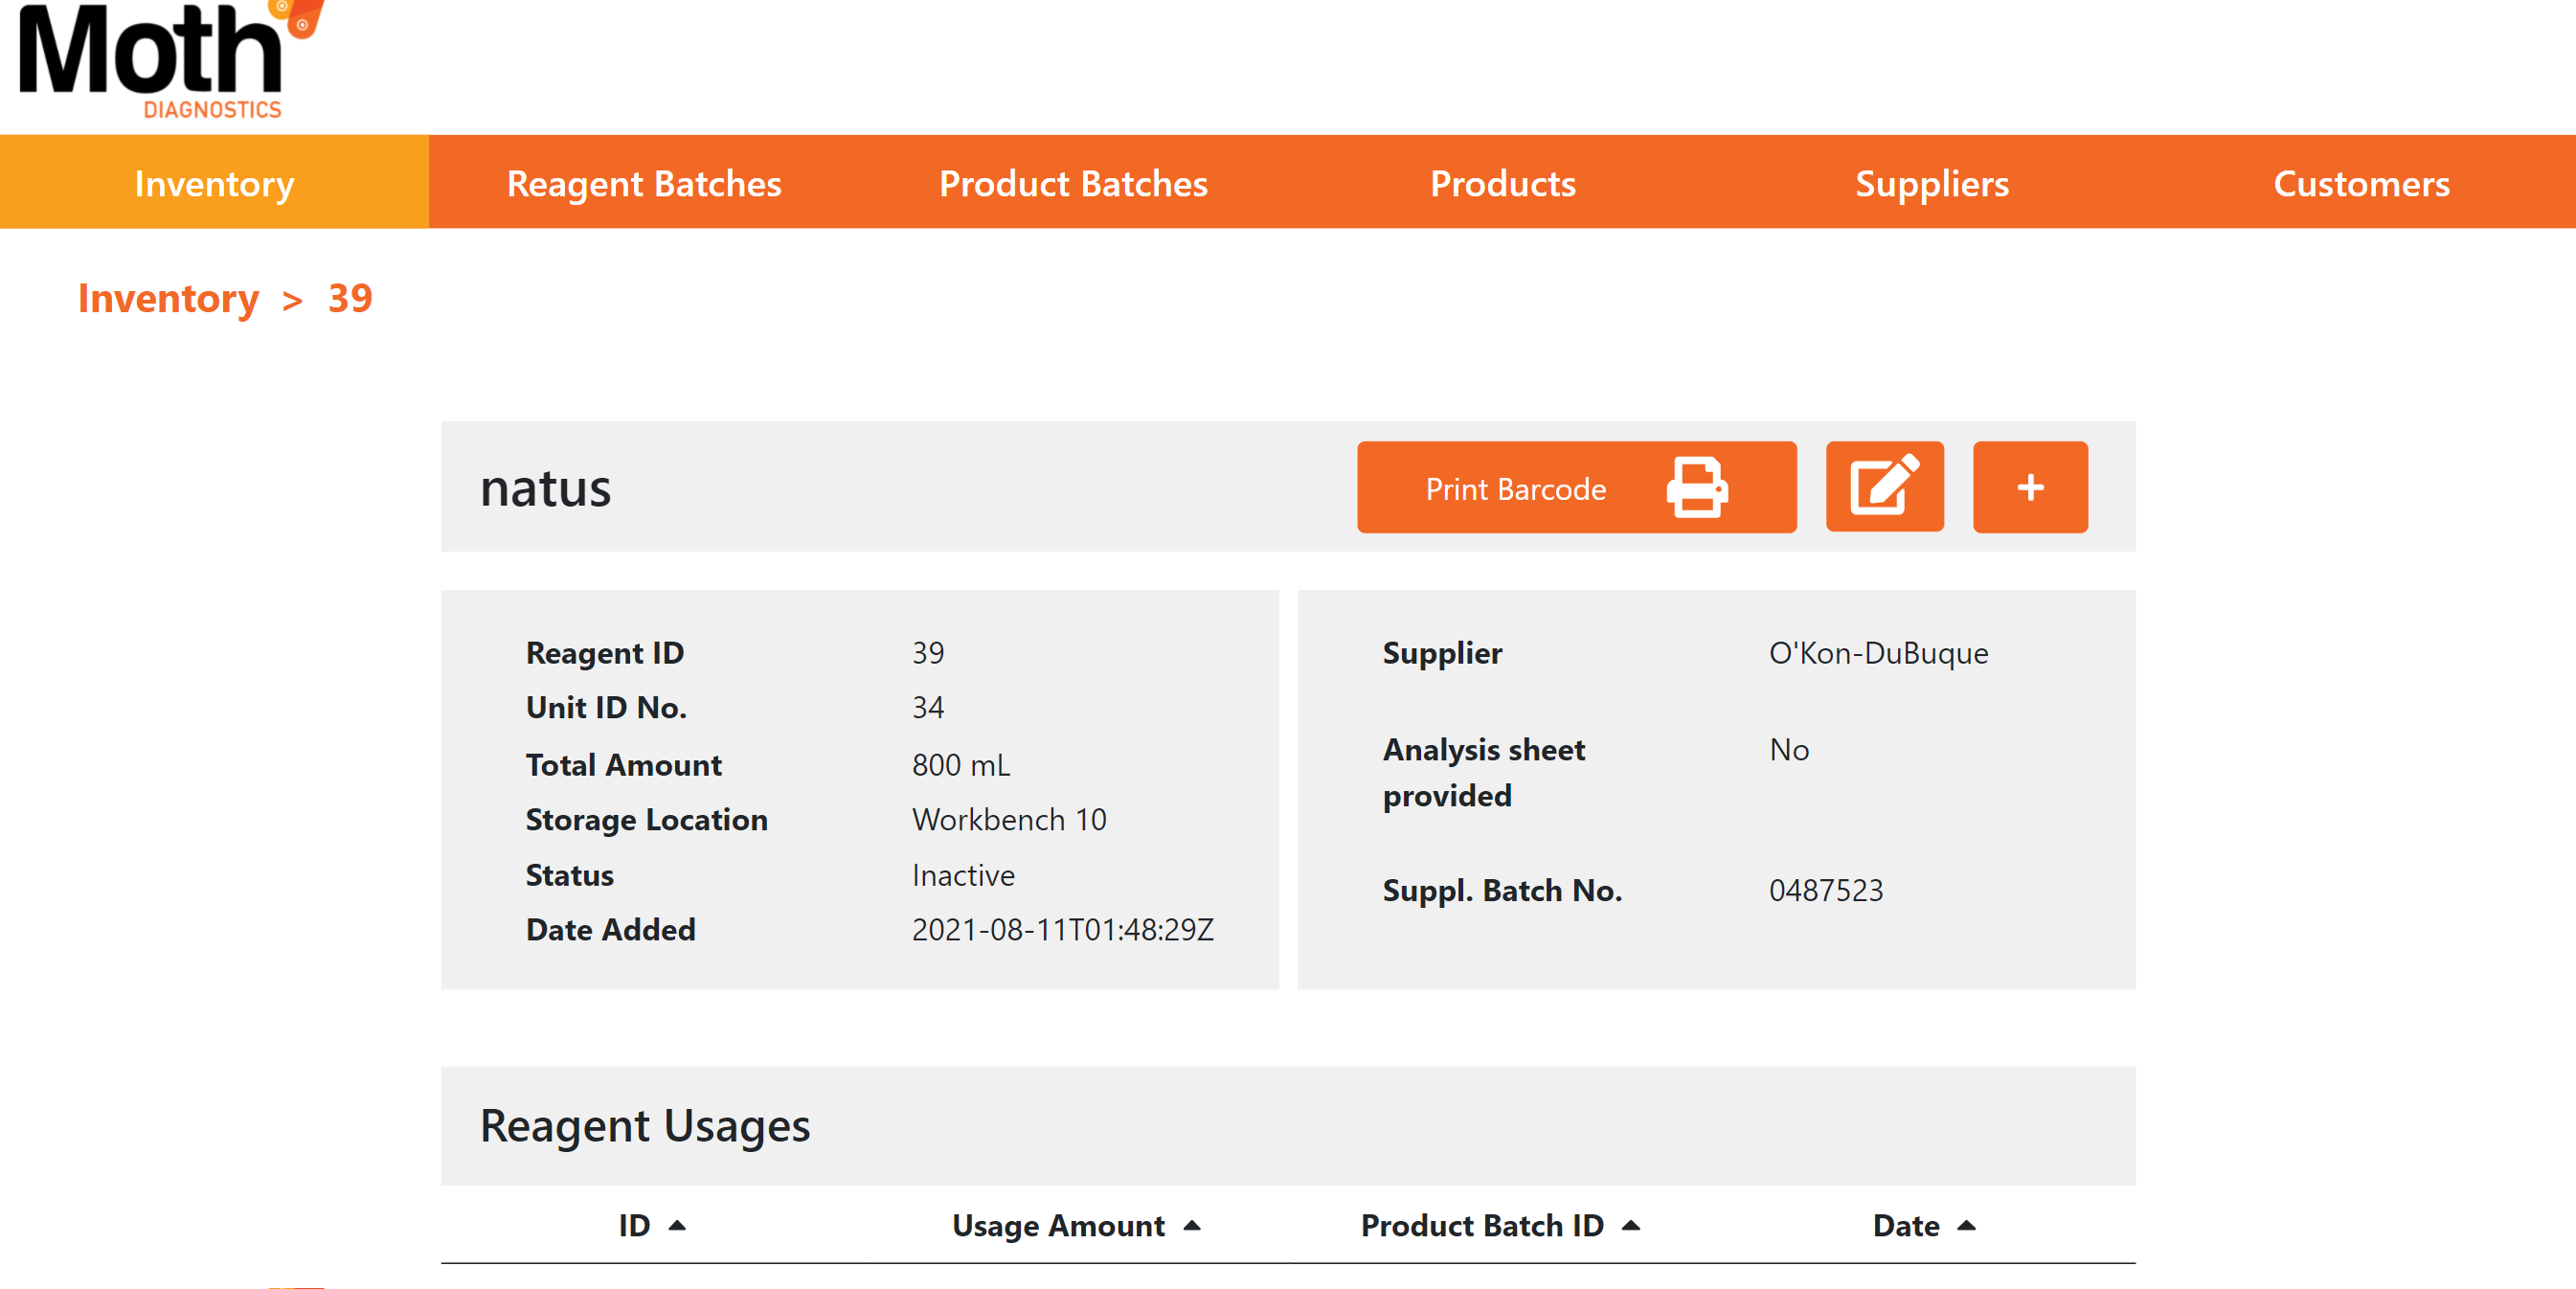 Moth
DIAGNOSTICS
Inventory Reagent Batches Product Batches Products Suppliers Customers
Inventory > 39
natus
Print Barcode
+
Reagent ID 39
Unit ID No. 34
Total Amount 800 mL
Storage Location Workbench 10
Status Inactive
Date Added 2021-08-11T01:48:29Z
Supplier O'Kon-DuBuque
Analysis sheet No
provided
Suppl. Batch No. 0487523
Reagent Usages
ID Usage Amount Product Batch ID Date